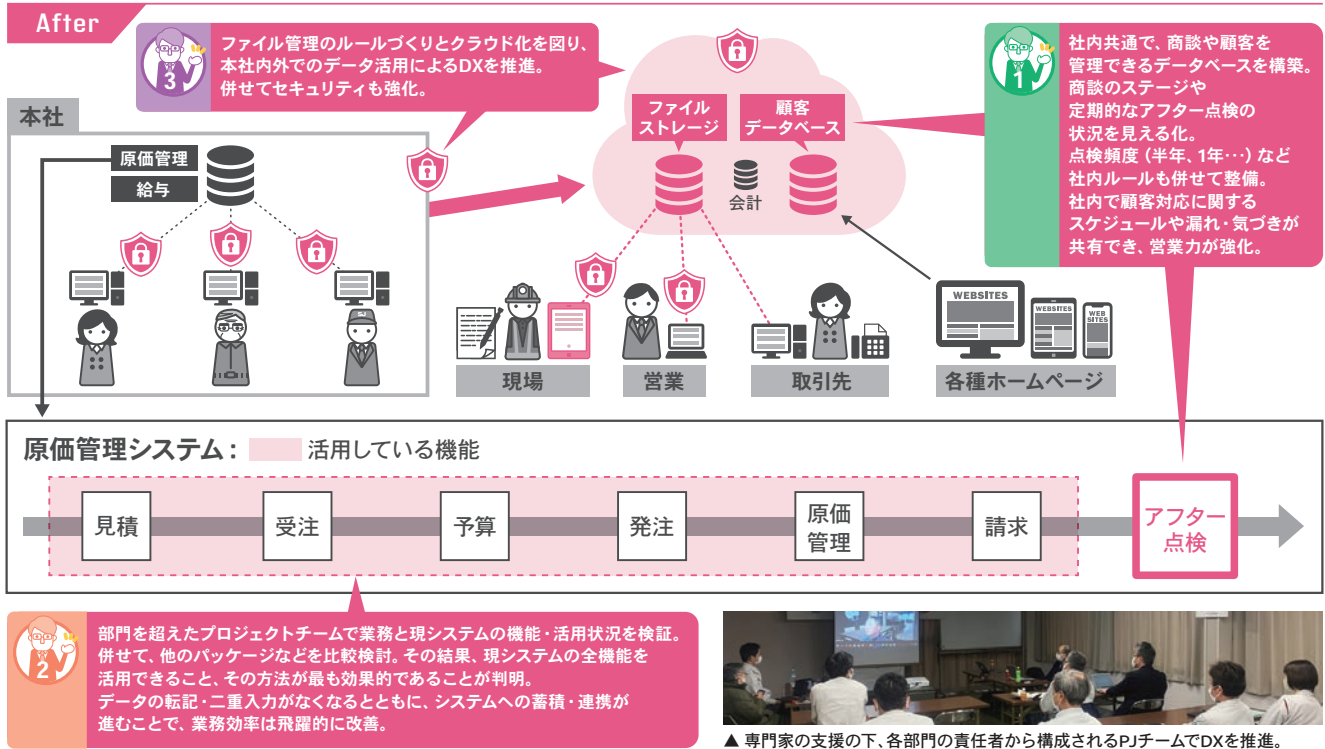 After
3
ファイル管理のルールづくりとクラウド化を図り、
本社内外でのデータ活用によるDXを推進。
併せてセキュリティも強化。
1
社内共通で、商談や顧客を
管理できるデータベースを構築。
商談のステージや
定期的なアフター点検の
状況を見える化。
点検頻度（半年、1年…）など
社内ルールも併せて整備。
社内で顧客対応に関する
スケジュールや漏れ・気づきが
共有でき、営業力が強化。
本社
原価管理
給与
ファイル
ストレージ
顧客
データベース
会計
WEBSITES
WEBSITES
WEB
SITES
現場
営業
取引先
各種ホームページ
原価管理システム：
活用している機能
見積
受注
予算
発注
原価
管理
請求
アフター
点検
2
部門を超えたプロジェクトチームで業務と現システムの機能・活用状況を検証。
併せて、他のパッケージなどを比較検討。その結果、現システムの全機能を
活用できること、その方法が最も効果的であることが判明。
データの転記・二重入力がなくなるとともに、システムへの蓄積・連携が
進むことで、業務効率は飛躍的に改善。
▲ 専門家の支援の下、各部門の責任者から構成されるPJチームでDXを推進。